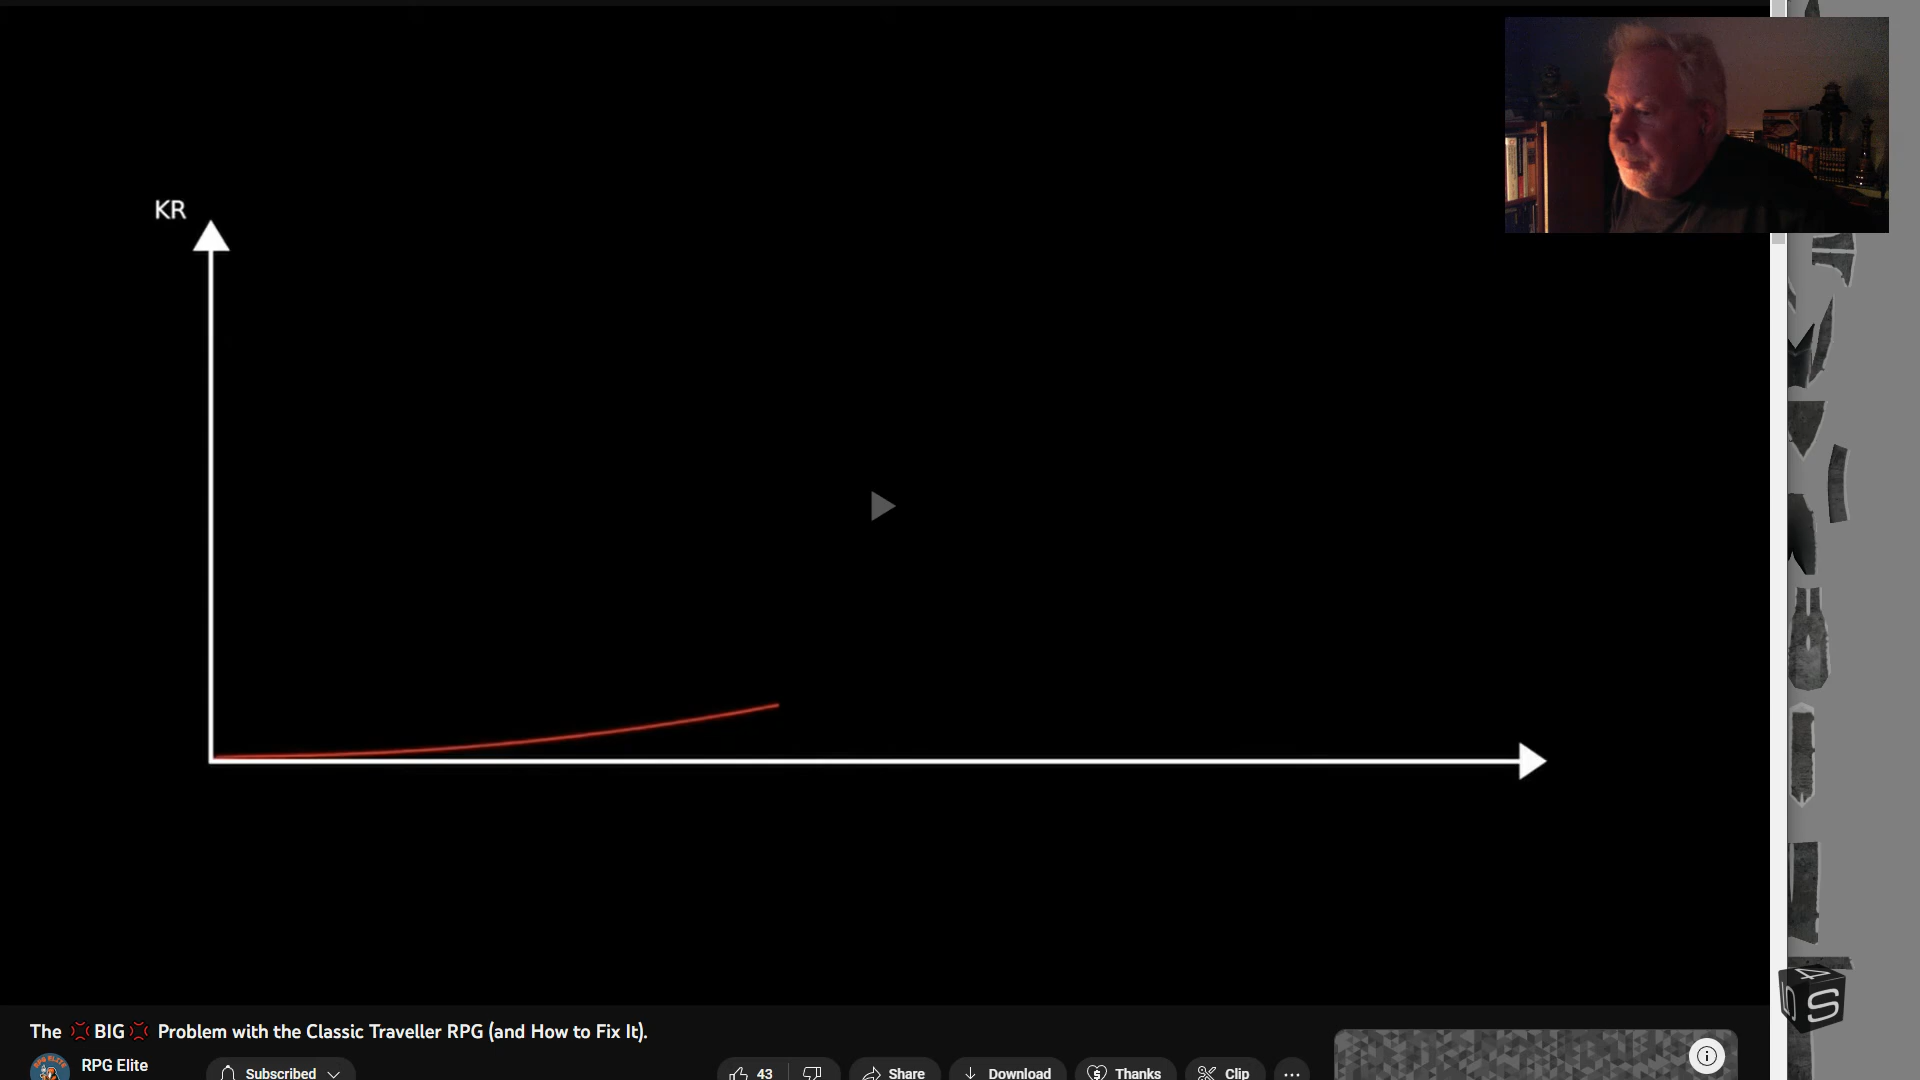 KR
The 💢BIG💢 Problem with the Classic Traveller RPG (and How to Fix It).
RPG Elite
Subscribed
43
Share
Download
Thanks
Clip
...
4
S